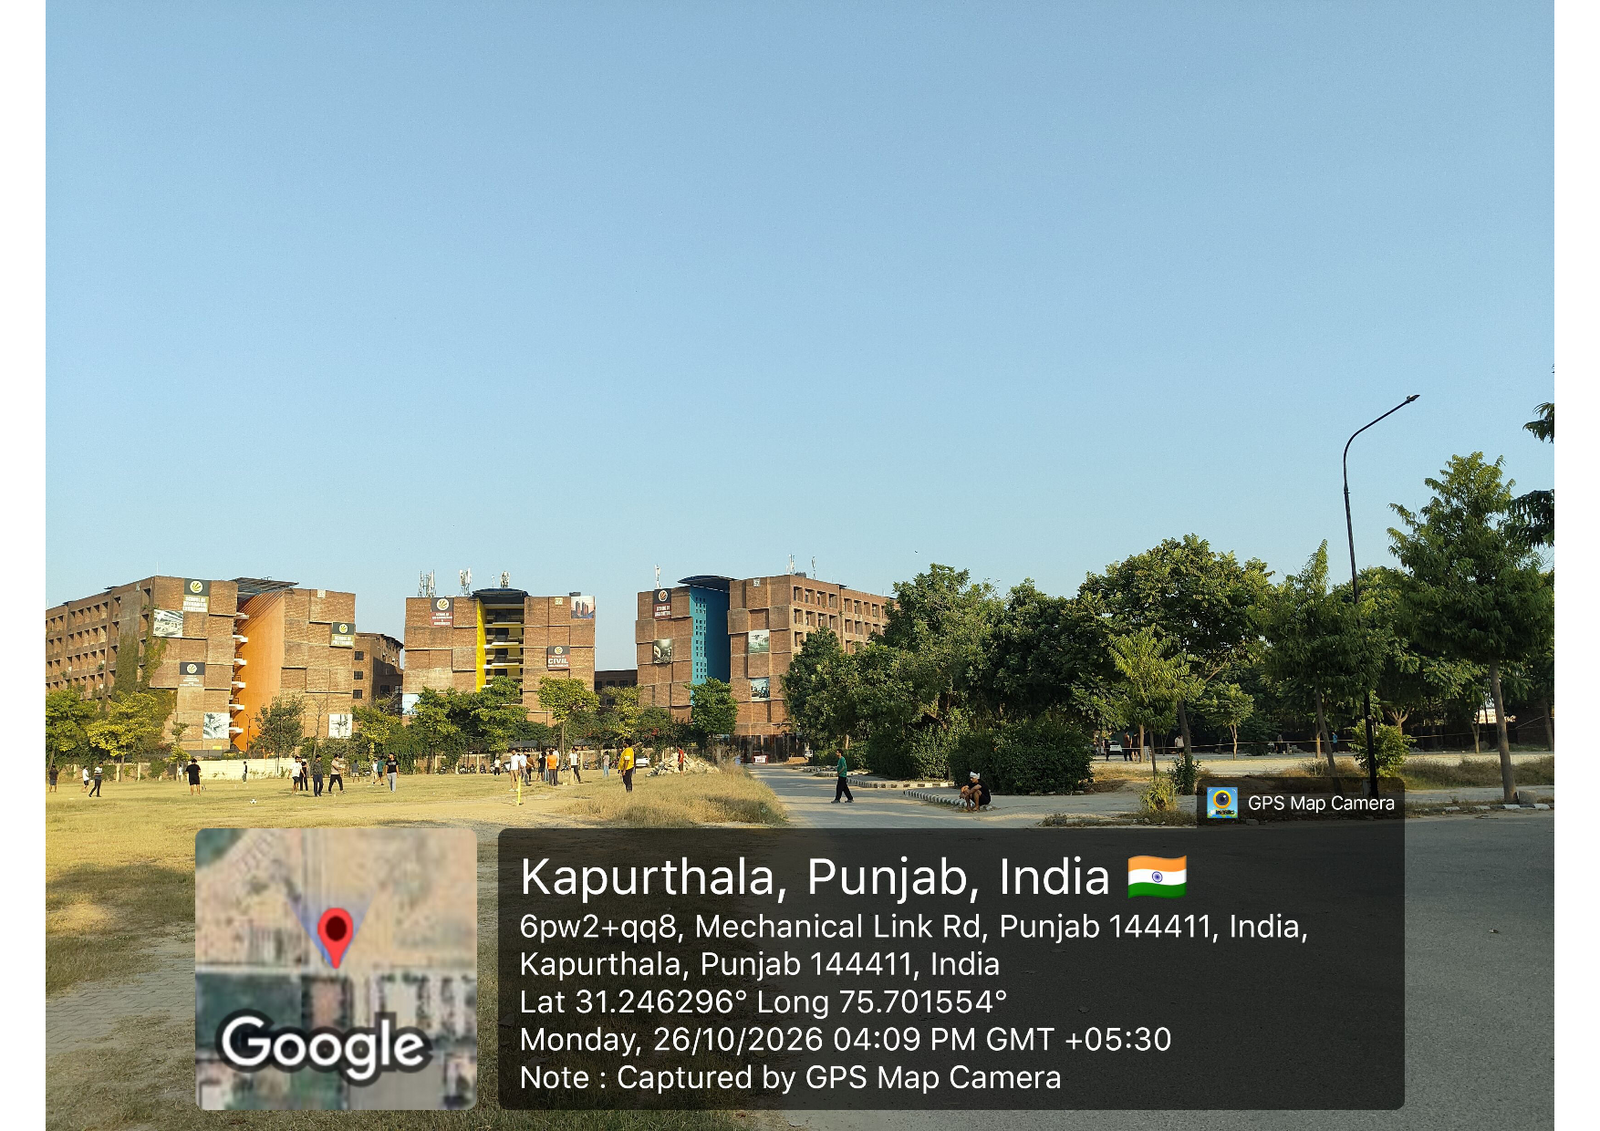 CIVIL
GPS Map Camera
Kapurthala, Punjab, India
6pw2+qq8, Mechanical Link Rd, Punjab 144411, India,
Kapurthala, Punjab 144411, India
Lat 31.246296° Long 75.701554°
Monday, 26/10/2026 04:09 PM GMT +05:30
Note : Captured by GPS Map Camera
Google